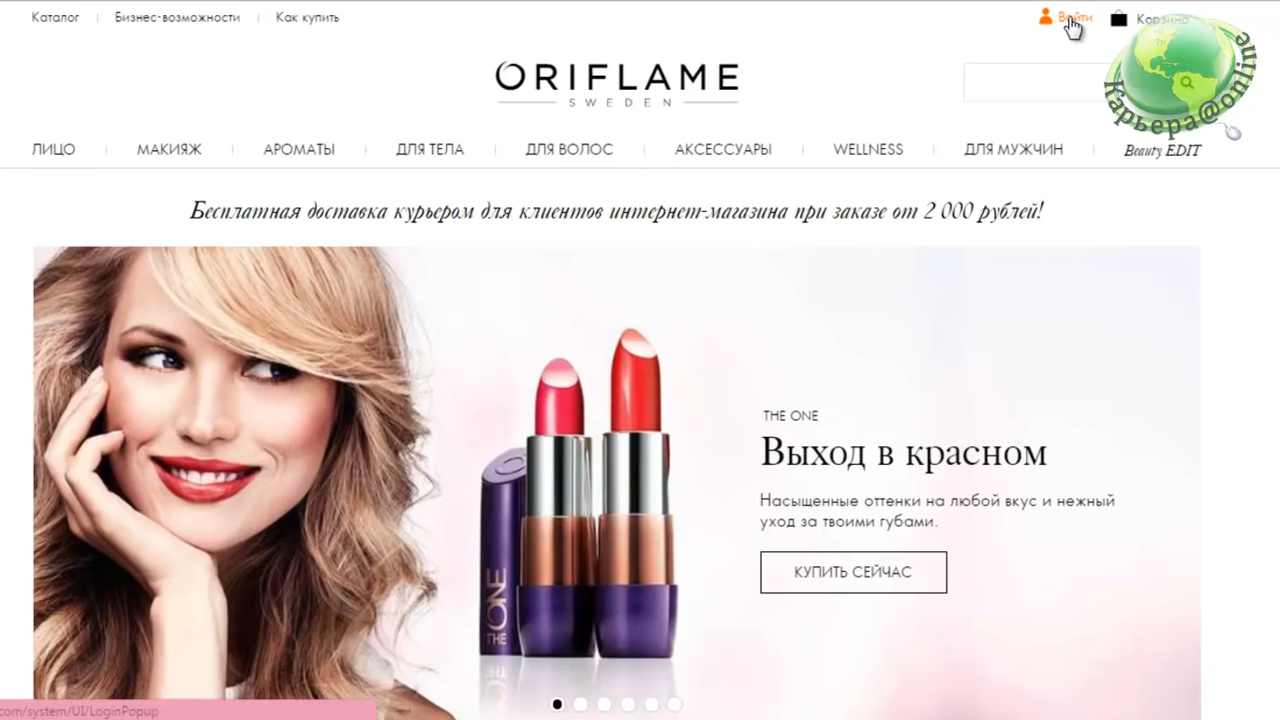 Каталог
Бизнес-возможности
Как купить
Войти
Корзина
ORIFLAME
SWEDEN
Карьера@online
ЛИЦО
МАКИЯЖ
АРОМАТЫ
ДЛЯ ТЕЛА
ДЛЯ ВОЛОС
АКСЕССУАРЫ
WELLNESS
ДЛЯ МУЖЧИН
Beauty EDIT
Бесплатная доставка курьером для клиентов интернет-магазина при заказе от 2 000 рублей!
THE ONE
THE ONE
Выход в красном
Насыщенные оттенки на любой вкус и нежный
уход за твоими губами.
КУПИТЬ СЕЙЧАС
com/system/UI/LoginPopup